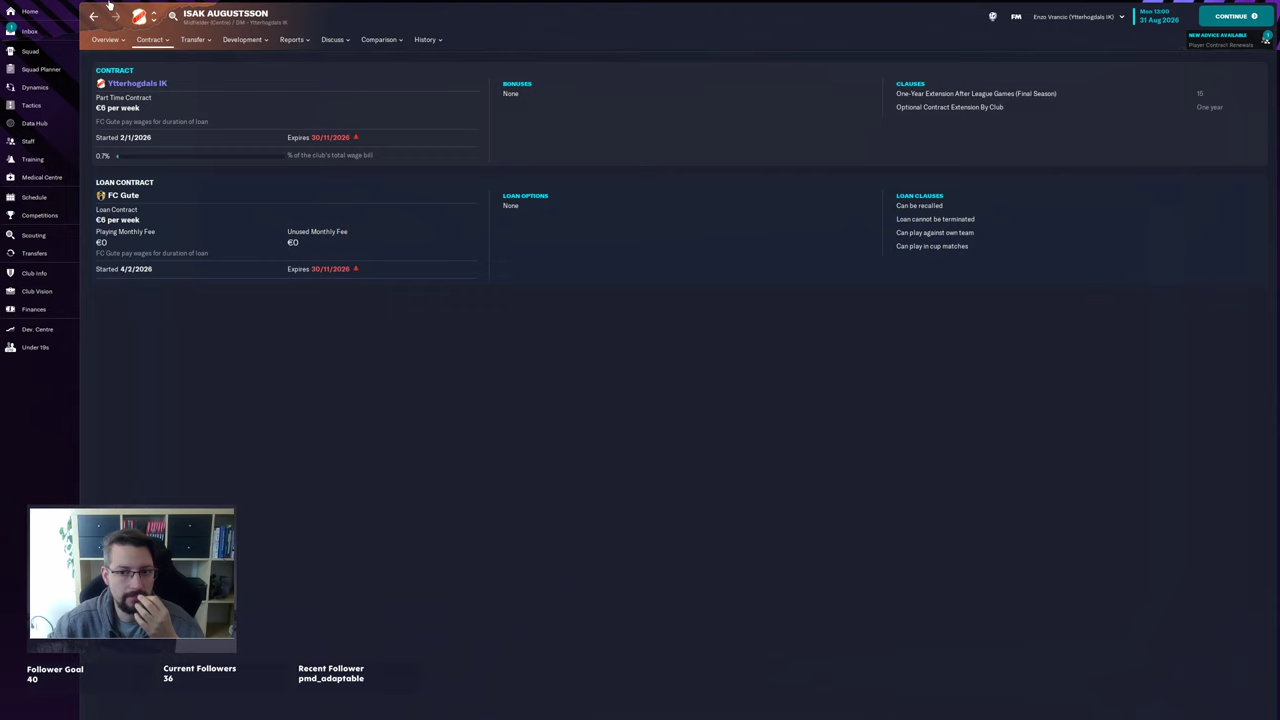 Home
Inbox
Squad
Squad Planner
Dynamics
Tactics
Data Hub
Staff
Training
Medical Centre
Schedule
Competitions
Scouting
Transfers
Club Info
Club Vision
Finances
Dev. Centre
Under 19s
ISAK AUGUSTSSON
Midfielder (Centre) / DM - Ytterhogdals IK
FM
Enzo Vrancic (Ytterhogdals IK)
Mon 13:00
31 Aug 2026
CONTINUE
NEW ADVICE AVAILABLE
Player Contract Renewals
1
Overview Contract Transfer Development Reports Discuss Comparison History
CONTRACT
Ytterhogdals IK
Part Time Contract
€6 per week
FC Gute pay wages for duration of loan
Started 2/1/2026 Expires 30/11/2026
0.7% % of the club's total wage bill
BONUSES
None
CLAUSES
One-Year Extension After League Games (Final Season) 15
Optional Contract Extension By Club One year
LOAN CONTRACT
FC Gute
Loan Contract
€6 per week
Playing Monthly Fee Unused Monthly Fee
€0 €0
FC Gute pay wages for duration of loan
Started 4/2/2026 Expires 30/11/2026
LOAN OPTIONS
None
LOAN CLAUSES
Can be recalled
Loan cannot be terminated
Can play against own team
Can play in cup matches
Follower Goal
40
Current Followers
36
Recent Follower
pmd_adaptable